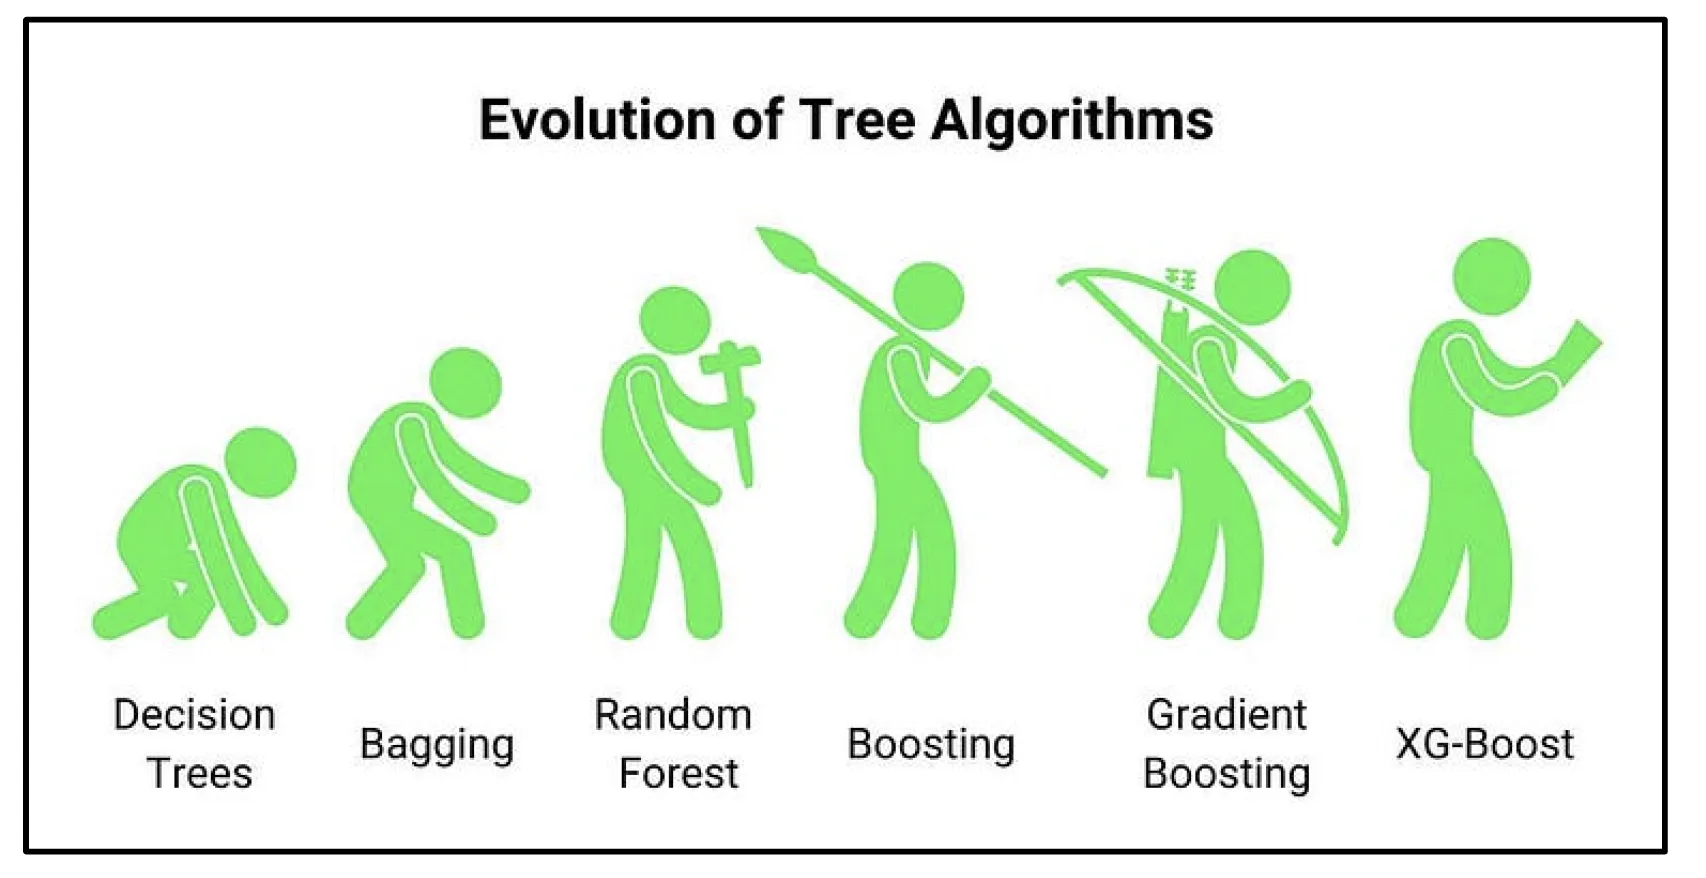 Evolution of Tree Algorithms
Decision
Trees
Bagging
Random
Forest
Boosting
Gradient
Boosting
XG-Boost